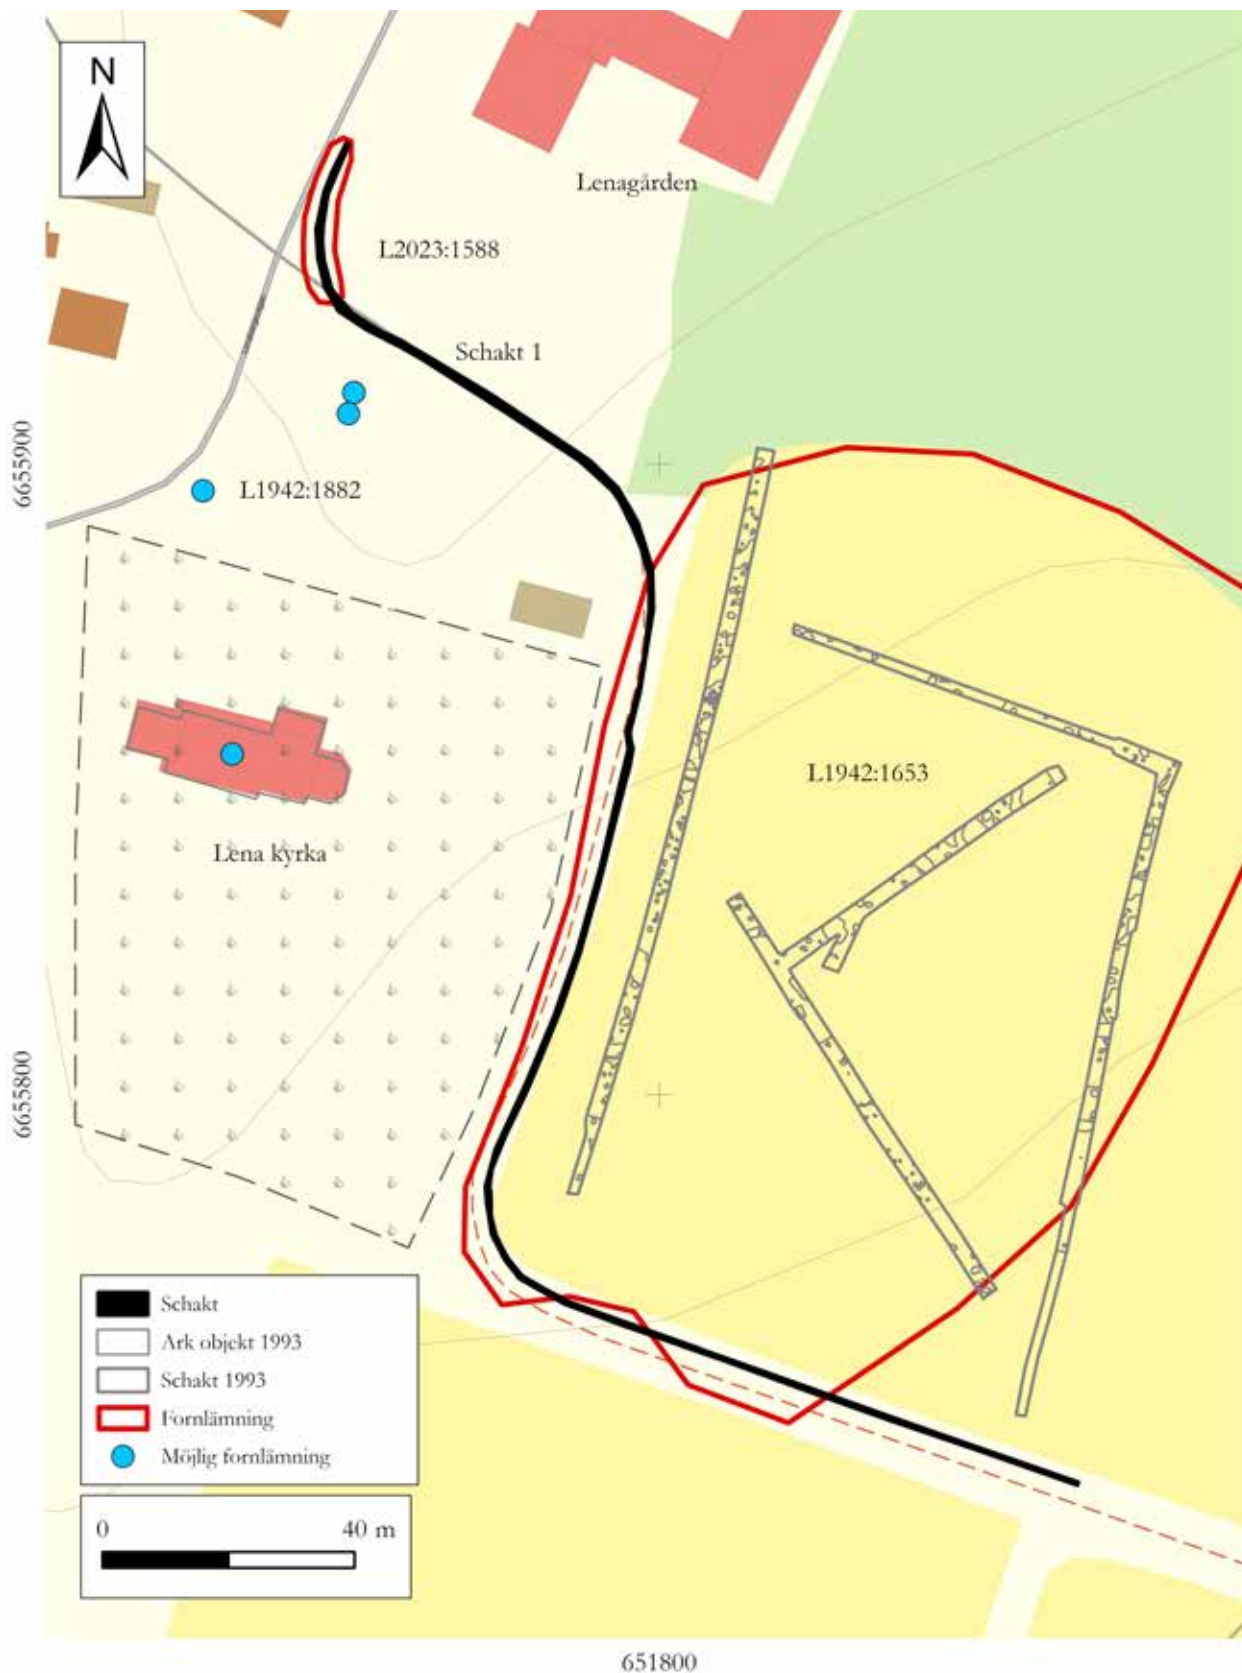 N
Lenagården
L2023:1588
Schakt 1
6655900
L1942:1882
L1942:1653
Lena kyrka
6655800
Schakt
Ark objekt 1993
Schakt 1993
Fornlämning
Möjlig fornlämning
0 40 m
651800